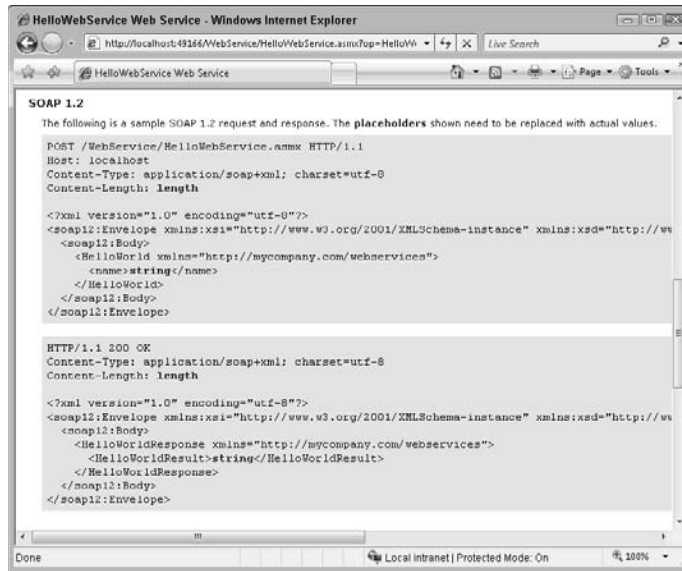 HelloWebService Web Service - Windows Internet Explorer
http://localhost:49166/WebService/HelloWebService.asmx?op=HelloW
Live Search
HelloWebService Web Service
Page
Tools
SOAP 1.2
The following is a sample SOAP 1.2 request and response. The placeholders shown need to be replaced with actual values.
POST /WebService/HelloWebService.asmx HTTP/1.1
Host: localhost
Content-Type: application/soap+xml; charset=utf-8
Content-Length: length
<?xml version="1.0" encoding="utf-8"?>
<soap12:Envelope xmlns:xsi="http://www.w3.org/2001/XMLSchema-instance" xmlns:xsd="http://ww
<soap12:Body>
<HelloWorld xmlns="http://mycompany.com/webservices">
<name>string</name>
</HelloWorld>
</soap12:Body>
</soap12:Envelope>
HTTP/1.1 200 OK
Content-Type: application/soap+xml; charset=utf-8
Content-Length: length
<?xml version="1.0" encoding="utf-8"?>
<soap12:Envelope xmlns:xsi="http://www.w3.org/2001/XMLSchema-instance" xmlns:xsd="http://ww
<soap12:Body>
<HelloWorldResponse xmlns="http://mycompany.com/webservices">
<HelloWorldResult>string</HelloWorldResult>
</HelloWorldResponse>
</soap12:Body>
</soap12:Envelope>
Done
Local intranet | Protected Mode: On
100%